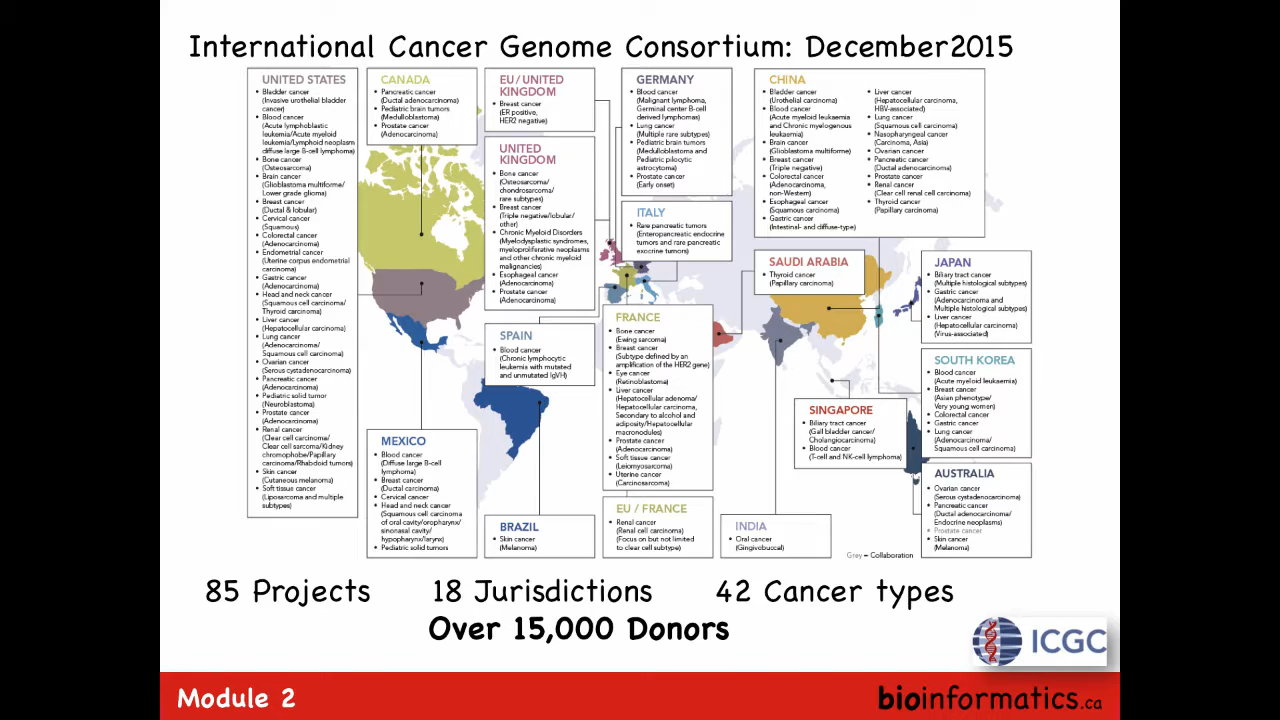 International Cancer Genome Consortium: December2015
UNITED STATES
• Bladder cancer
(Invasive urothelial bladder
cancer)
• Blood cancer
(Acute lymphoblastic
leukemia/Acute myeloid
leukemia/Lymphoid neoplasm
diffuse large B-cell lymphoma)
• Bone cancer
(Osteosarcoma)
• Brain cancer
(Glioblastoma multiforme/
Lower grade glioma)
• Breast cancer
(Ductal & lobular)
• Cervical cancer
(Squamous)
• Colorectal cancer
(Adenocarcinoma)
• Endometrial cancer
(Uterine corpus endometrial
carcinoma)
• Gastric cancer
(Adenocarcinoma)
• Head and neck cancer
(Squamous cell carcinoma/
Thyroid carcinoma)
• Liver cancer
(Hepatocellular carcinoma)
• Lung cancer
(Adenocarcinoma/
Squamous cell carcinoma)
• Ovarian cancer
(Serous cystadenocarcinoma)
• Pancreatic cancer
(Adenocarcinoma)
• Pediatric solid tumor
(Neuroblastoma)
• Prostate cancer
(Adenocarcinoma)
• Renal cancer
(Clear cell carcinoma/
Clear cell sarcoma/Kidney
chromophobe/Papillary
carcinoma/Rhabdoid tumors)
• Skin cancer
(Cutaneous melanoma)
• Soft tissue cancer
(Liposarcoma and multiple
subtypes)
CANADA
• Pancreatic cancer
(Ductal adenocarcinoma)
• Pediatric brain tumors
(Medulloblastoma)
• Prostate cancer
(Adenocarcinoma)
EU / UNITED
KINGDOM
• Breast cancer
(ER positive,
HER2 negative)
UNITED
KINGDOM
• Bone cancer
(Osteosarcoma/
chondrosarcoma/
rare subtypes)
• Breast cancer
(Triple negative/lobular/
other)
• Chronic Myeloid Disorders
(Myelodysplastic syndromes,
myeloproliferative neoplasms
and other chronic myeloid
malignancies)
• Esophageal cancer
(Adenocarcinoma)
• Prostate cancer
(Adenocarcinoma)
GERMANY
• Blood cancer
(Malignant lymphoma,
Germinal center B-cell
derived lymphomas)
• Lung cancer
(Multiple rare subtypes)
• Pediatric brain tumors
(Medulloblastoma and
Pediatric pilocytic
astrocytoma)
• Prostate cancer
(Early onset)
ITALY
• Rare pancreatic tumors
(Enteropancreatic endocrine
tumors and rare pancreatic
exocrine tumors)
CHINA
• Bladder cancer
(Urothelial carcinoma)
• Blood cancer
(Acute myeloid leukaemia
and Chronic myelogenous
leukaemia)
• Brain cancer
(Glioblastoma multiforme)
• Breast cancer
(Triple negative)
• Colorectal cancer
(Adenocarcinoma,
non-Western)
• Esophageal cancer
(Squamous carcinoma)
• Gastric cancer
(Intestinal- and diffuse-type)
• Liver cancer
(Hepatocellular carcinoma,
HBV-associated)
• Lung cancer
(Squamous cell carcinoma)
• Nasopharyngeal cancer
(Carcinoma, Asia)
• Ovarian cancer
• Pancreatic cancer
(Ductal adenocarcinoma)
• Prostate cancer
• Renal cancer
(Clear cell renal cell carcinoma)
• Thyroid cancer
(Papillary carcinoma)
SAUDI ARABIA
• Thyroid cancer
(Papillary carcinoma)
JAPAN
• Biliary tract cancer
(Multiple histological subtypes)
• Gastric cancer
(Adenocarcinoma and
Multiple histological subtypes)
• Liver cancer
(Hepatocellular carcinoma)
(Virus-associated)
SPAIN
• Blood cancer
(Chronic lymphocytic
leukemia with mutated
and unmutated IgVH)
FRANCE
• Bone cancer
(Ewing sarcoma)
• Breast cancer
(Subtype defined by an
amplification of the HER2 gene)
• Eye cancer
(Retinoblastoma)
• Liver cancer
(Hepatocellular adenoma/
Hepatocellular carcinoma,
Secondary to alcohol and
adiposity/Hepatocellular
macronodules)
• Prostate cancer
(Adenocarcinoma)
• Soft tissue cancer
(Leiomyosarcoma)
• Uterine cancer
(Carcinosarcoma)
SOUTH KOREA
• Blood cancer
(Acute myeloid leukaemia)
• Breast cancer
(Asian phenotype/
Very young women)
• Colorectal cancer
• Gastric cancer
• Lung cancer
(Adenocarcinoma/
Squamous cell carcinoma)
SINGAPORE
• Biliary tract cancer
(Gall bladder cancer/
Cholangiocarcinoma)
• Blood cancer
(T-cell and NK-cell lymphoma)
MEXICO
• Blood cancer
(Diffuse large B-cell
lymphoma)
• Breast cancer
(Ductal carcinoma)
• Cervical cancer
• Head and neck cancer
(Squamous cell carcinoma
of oral cavity/oropharynx/
sinonasal cavity/
hypopharynx/larynx)
• Pediatric solid tumors
BRAZIL
• Skin cancer
(Melanoma)
EU / FRANCE
• Renal cancer
(Renal cell carcinoma)
(Focus on but not limited
to clear cell subtype)
INDIA
• Oral cancer
(Gingivobuccal)
AUSTRALIA
• Ovarian cancer
(Serous cystadenocarcinoma)
• Pancreatic cancer
(Ductal adenocarcinoma/
Endocrine neoplasms)
• Prostate cancer
• Skin cancer
(Melanoma)
Grey = Collaboration
85 Projects 18 Jurisdictions 42 Cancer types
Over 15,000 Donors
ICGC
Module 2
bioinformatics.ca